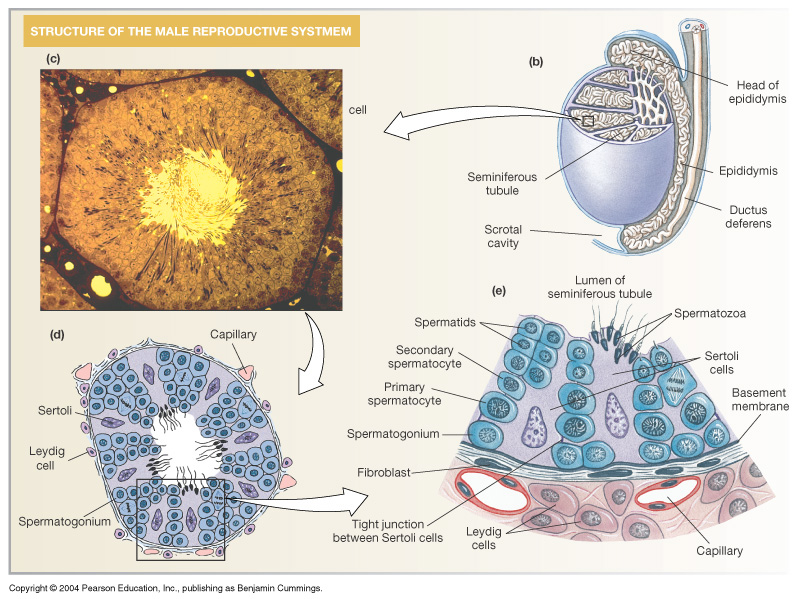 STRUCTURE OF THE MALE REPRODUCTIVE SYSTMEM
(c)
cell
(b)
Head of
epididymis
Seminiferous
tubule
Epididymis
Ductus
deferens
Scrotal
cavity
(d)
Capillary
Sertoli
Leydig
cell
Spermatogonium
(e)
Lumen of
seminiferous tubule
Spermatids
Spermatozoa
Secondary
spermatocyte
Sertoli
cells
Primary
spermatocyte
Basement
membrane
Spermatogonium
Fibroblast
Tight junction
between Sertoli cells
Leydig
cells
Capillary
Copyright © 2004 Pearson Education, Inc., publishing as Benjamin Cummings.